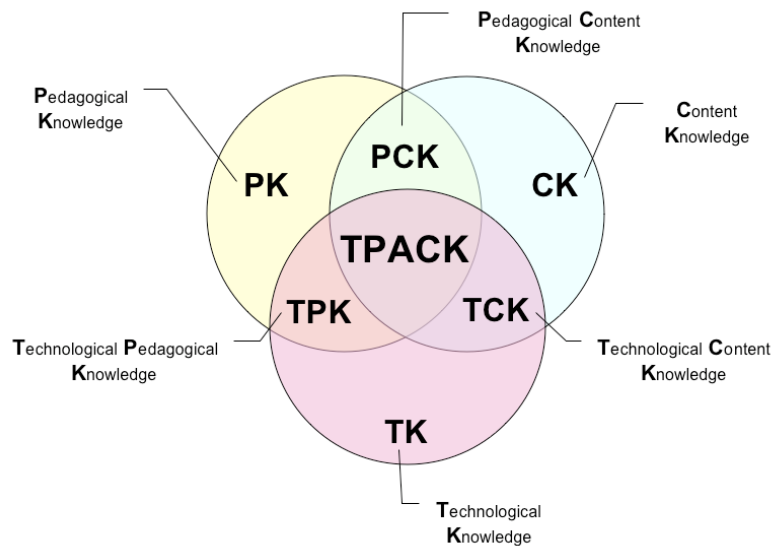 Pedagogical Content
Knowledge
Pedagogical
Knowledge
Content
Knowledge
PCK
PK
CK
TPACK
TPK
TCK
Technological Pedagogical
Knowledge
Technological Content
Knowledge
TK
Technological
Knowledge